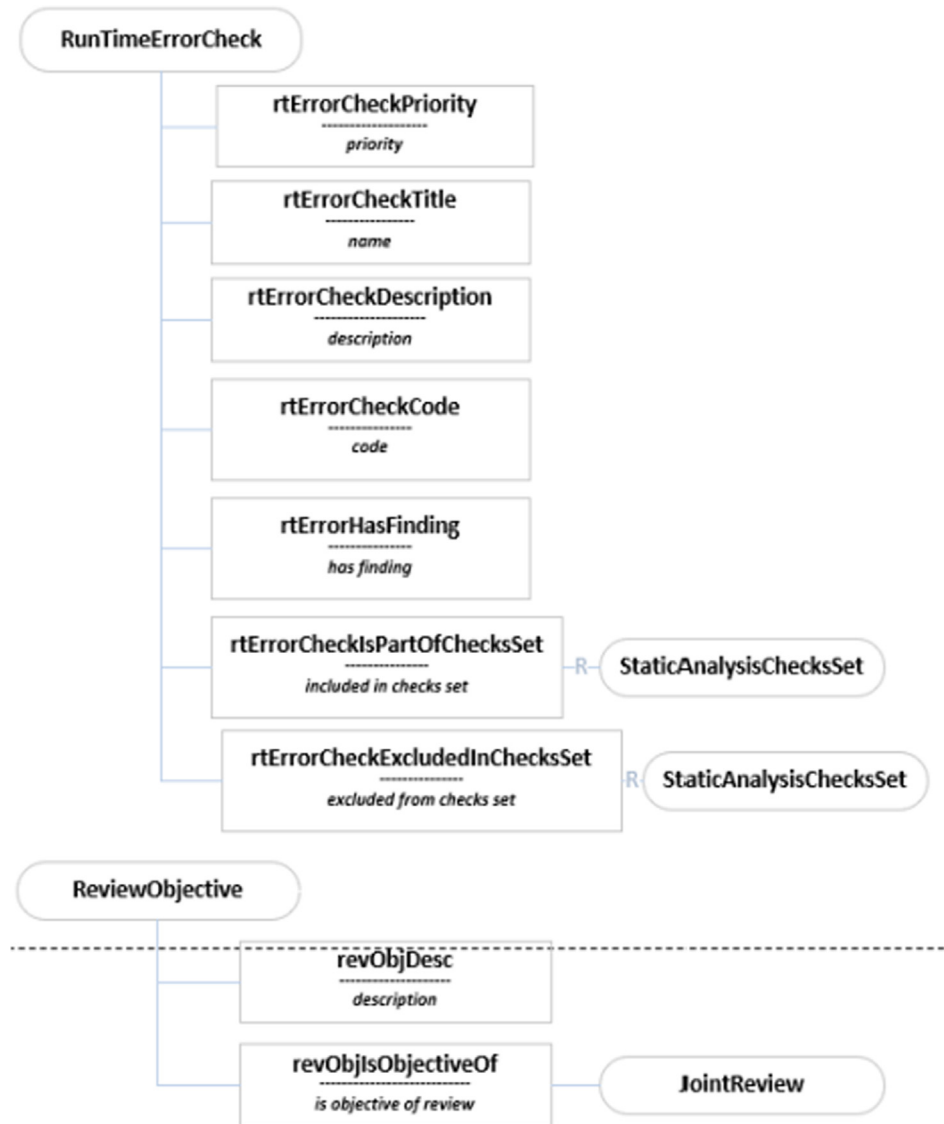 RunTimeErrorCheck
rtErrorCheckPriority
priority
rtErrorCheckTitle
name
rtErrorCheckDescription
description
rtErrorCheckCode
code
rtErrorHasFinding
has finding
rtErrorCheckIsPartOfChecksSet
included in checks set
R
StaticAnalysisChecksSet
rtErrorCheckExcludedInChecksSet
excluded from checks set
R
StaticAnalysisChecksSet
ReviewObjective
revObjDesc
description
revObjIsObjectiveOf
is objective of review
JointReview